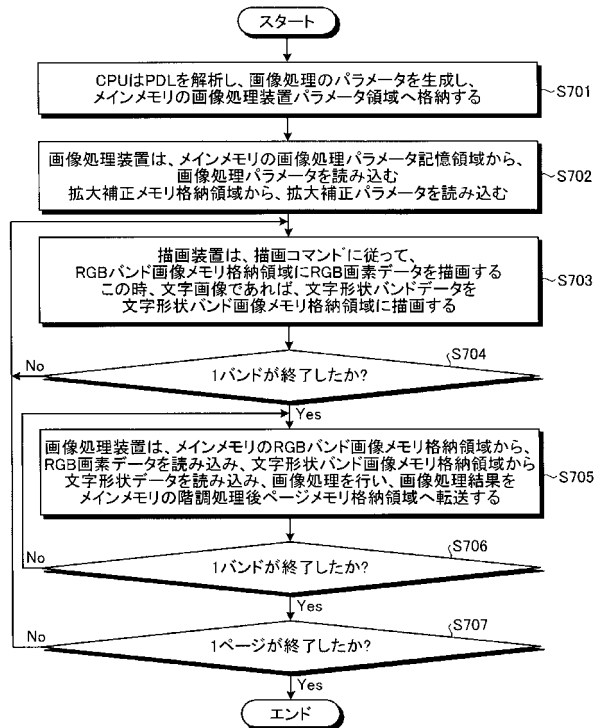 スタート
CPUはPDLを解析し、画像処理のパラメータを生成し、
メインメモリの画像処理装置パラメータ領域へ格納する
S701
画像処理装置は、メインメモリの画像処理パラメータ記憶領域から、
画像処理パラメータを読み込む
拡大補正メモリ格納領域から、拡大補正パラメータを読み込む
S702
描画装置は、描画コマンドに従って、
RGBバンド画像メモリ格納領域にRGB画素データを描画する
この時、文字画像であれば、文字形状バンドデータを
文字形状バンド画像メモリ格納領域に描画する
S703
S704
No
1バンドが終了したか?
Yes
画像処理装置は、メインメモリのRGBバンド画像メモリ格納領域から、
RGB画素データを読み込み、文字形状バンド画像メモリ格納領域から
文字形状データを読み込み、画像処理を行い、画像処理結果を
メインメモリの階調処理後ページメモリ格納領域へ転送する
S705
S706
No
1バンドが終了したか?
Yes
S707
No
1ページが終了したか?
Yes
エンド